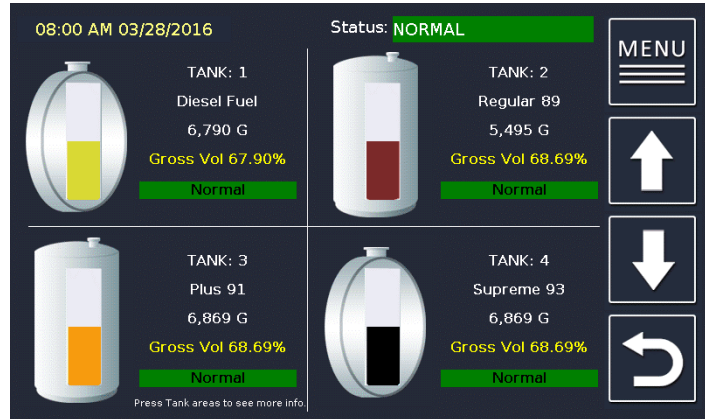 08:00 AM 03/28/2016
Status: NORMAL
MENU
TANK: 1
Diesel Fuel
6,790 G
Gross Vol 67.90%
Normal
TANK: 2
Regular 89
5,495 G
Gross Vol 68.69%
Normal
TANK: 3
Plus 91
6,869 G
Gross Vol 68.69%
Normal
Press Tank areas to see more info.
TANK: 4
Supreme 93
6,869 G
Gross Vol 68.69%
Normal